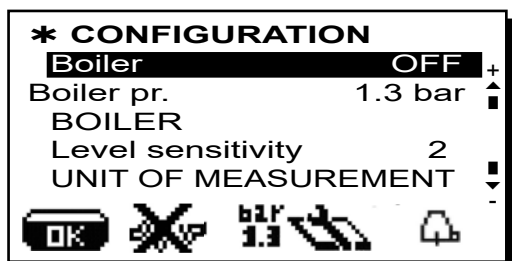 * CONFIGURATION
Boiler OFF
+
Boiler pr. 1.3 bar
BOILER
Level sensitivity 2
UNIT OF MEASUREMENT
-
OK
bar
1.3